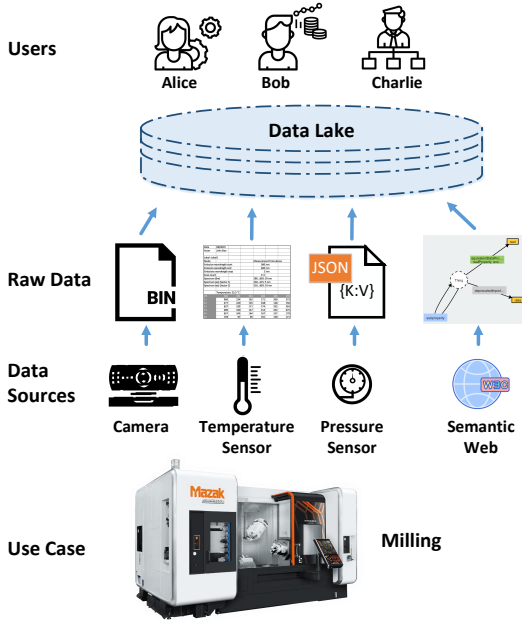 Users
Alice
Bob
Charlie
Data Lake
Raw Data
BIN
JSON
{K:V}
Data
Sources
W3C
Camera
Temperature
Sensor
Pressure
Sensor
Semantic
Web
Use Case
Mazak
Milling